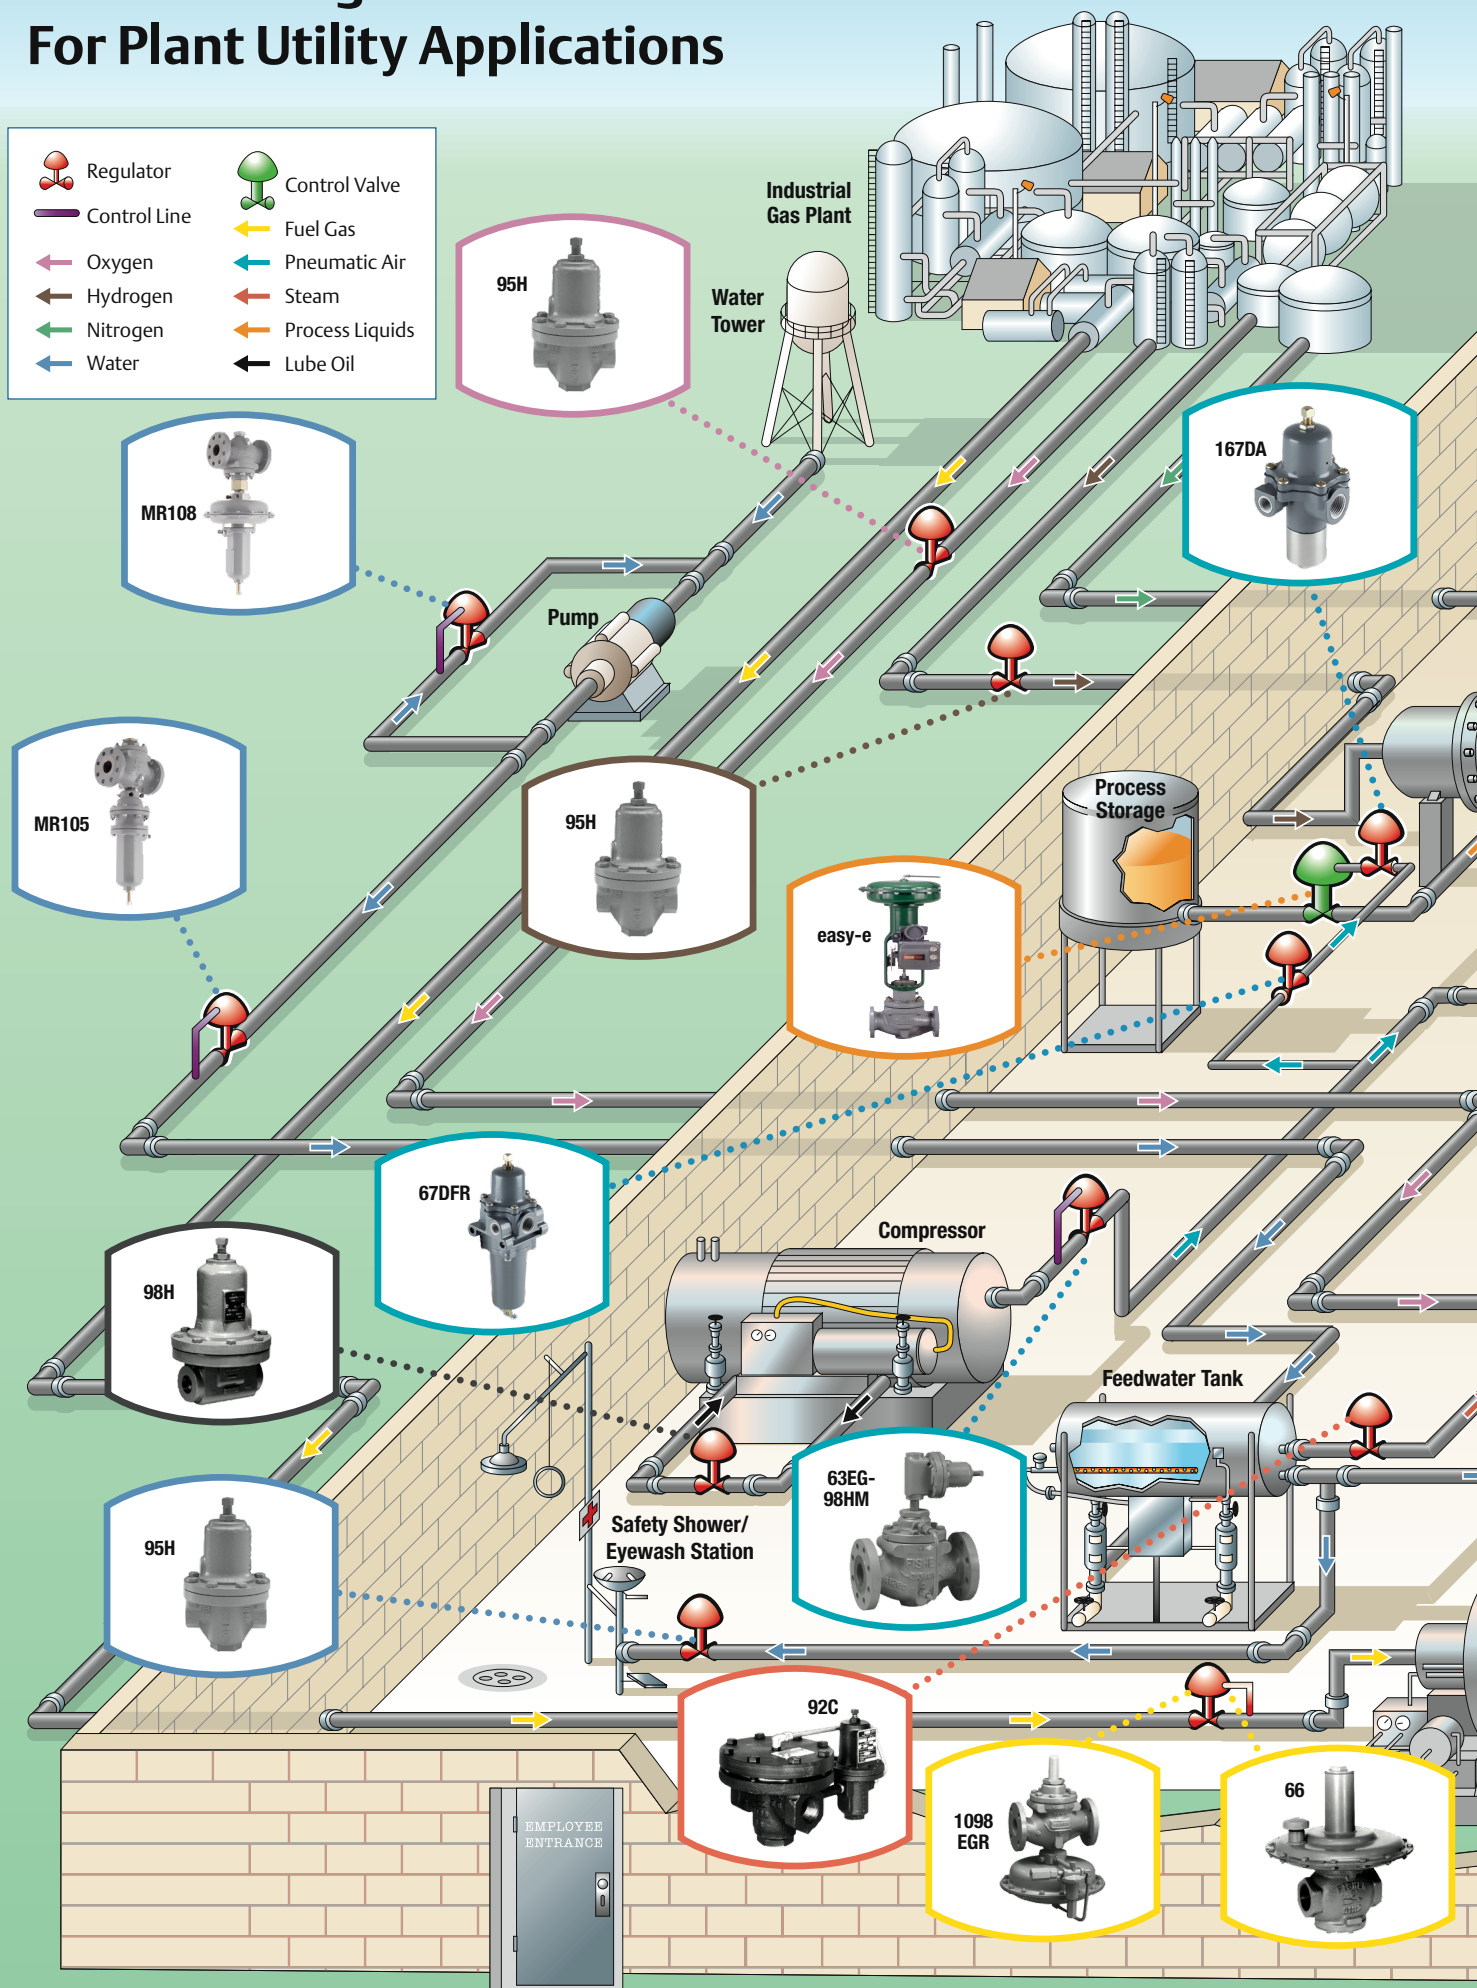 For Plant Utility Applications
Regulator
Control Line
Oxygen
Hydrogen
Nitrogen
Water
Control Valve
Fuel Gas
Pneumatic Air
Steam
Process Liquids
Lube Oil
Industrial
Gas Plant
95H
Water
Tower
167DA
MR108
Pump
MR105
95H
Process
Storage
easy-e
67DFR
Compressor
98H
Feedwater Tank
63EG-
98HM
Safety Shower/
Eyewash Station
95H
92C
1098
EGR
66
EMPLOYEE
ENTRANCE